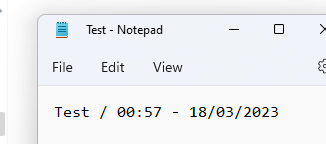 Test - Notepad
File Edit View
Test / 00:57 - 18/03/2023